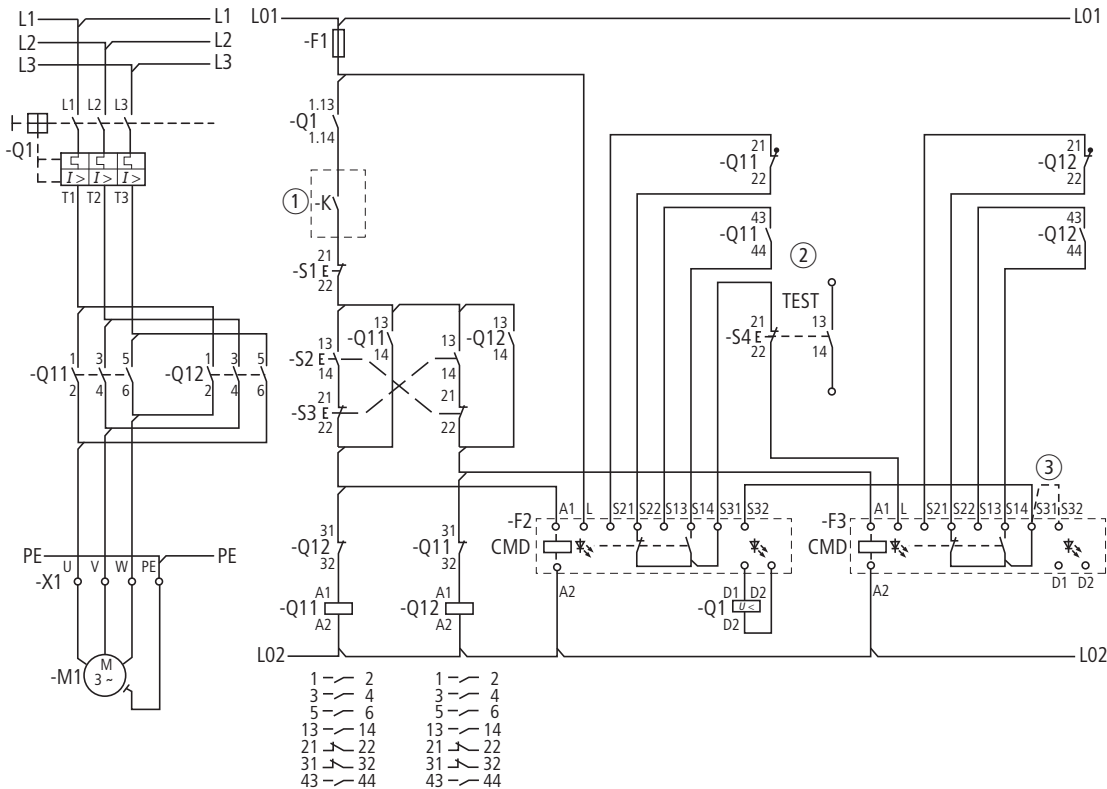 L1 L1
L2 L2
L3 L3
L1 L2 L3
-Q1
I> I> I>
T1 T2 T3
1 3 5
-Q11
2 4 6
1 3 5
-Q12
2 4 6
PE PE
U V W PE
-X1
-M1
M
3 ~
L01 L01
-F1
1.13
-Q1
1.14
1
-K
21
-S1 E
22
13
-S2 E
14
13
-Q11
14
13
14
13
-Q12
14
21
-S3 E
22
21
22
31
-Q12
32
31
-Q11
32
A1
-Q11
A2
A1
-Q12
A2
L02 L02
21
-Q11
22
43
-Q11
44
2
TEST
21
-S4 E
22
13
14
21
-Q12
22
43
-Q12
44
3
-F2
CMD
A1 L S21 S22 S13 S14 S31 S32
A2
D1 D2
D1
-Q1 U <
D2
-F3
CMD
A1 L S21 S22 S13 S14 S31 S32
A2
D1 D2
1 2
3 4
5 6
13 14
21 22
31 32
43 44
1 2
3 4
5 6
13 14
21 22
31 32
43 44